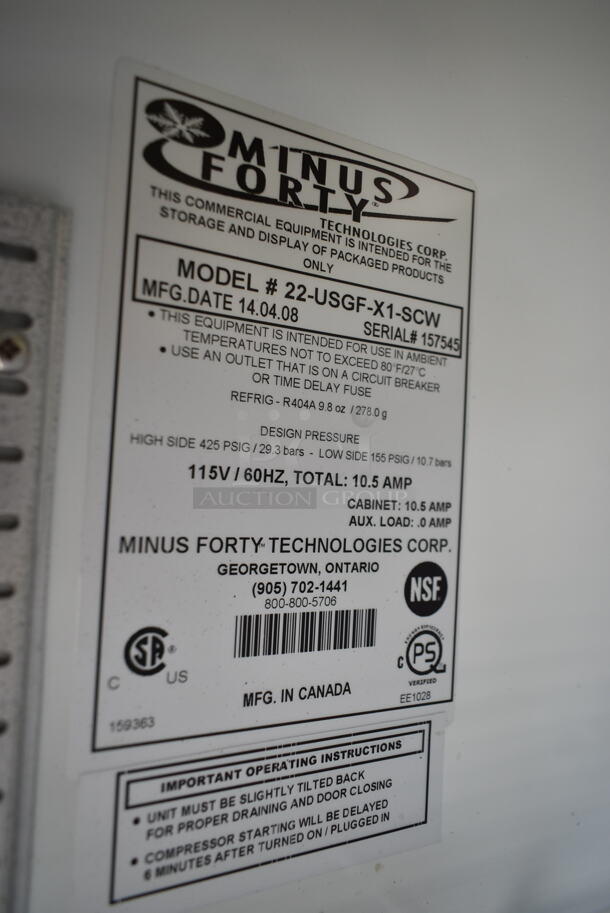 MINUS
FORTY®
TECHNOLOGIES CORP.
THIS COMMERCIAL EQUIPMENT IS INTENDED FOR THE
STORAGE AND DISPLAY OF PACKAGED PRODUCTS
ONLY
MODEL # 22-USGF-X1-SCW
MFG.DATE 14.04.08 SERIAL# 157545
• THIS EQUIPMENT IS INTENDED FOR USE IN AMBIENT
TEMPERATURES NOT TO EXCEED 80°F/27°C
• USE AN OUTLET THAT IS ON A CIRCUIT BREAKER
OR TIME DELAY FUSE
REFRIG - R404A 9.8 oz / 278.0 g
DESIGN PRESSURE
HIGH SIDE 425 PSIG / 29.3 bars - LOW SIDE 155 PSIG / 10.7 bars
115V / 60HZ, TOTAL: 10.5 AMP
AUCTION GROUP
CABINET: 10.5 AMP
AUX. LOAD: .0 AMP
MINUS FORTY™ TECHNOLOGIES CORP.
GEORGETOWN, ONTARIO
(905) 702-1441
800-800-5706
NSF
SA®
C US
C PS
VERIFIED
MFG. IN CANADA
EE1028
159363
IMPORTANT OPERATING INSTRUCTIONS
• UNIT MUST BE SLIGHTLY TILTED BACK
FOR PROPER DRAINING AND DOOR CLOSING
• COMPRESSOR STARTING WILL BE DELAYED
6 MINUTES AFTER TURNED ON / PLUGGED IN